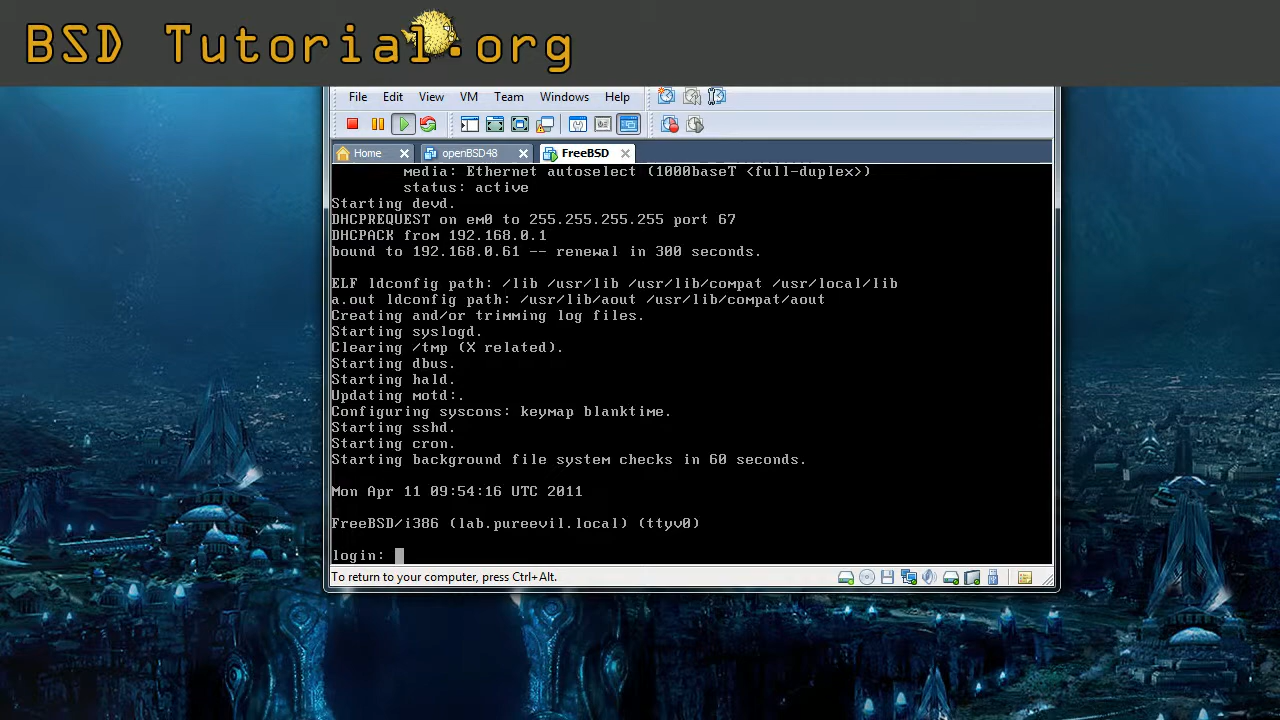 BSD Tutorial.org
File Edit View VM Team Windows Help
Home openBSD48 FreeBSD
media: Ethernet autoselect (1000baseT <full-duplex>)
status: active
Starting devd.
DHCPREQUEST on em0 to 255.255.255.255 port 67
DHCPACK from 192.168.0.1
bound to 192.168.0.61 -- renewal in 300 seconds.
ELF ldconfig path: /lib /usr/lib /usr/lib/compat /usr/local/lib
a.out ldconfig path: /usr/lib/aout /usr/lib/compat/aout
Creating and/or trimming log files.
Starting syslogd.
Clearing /tmp (X related).
Starting dbus.
Starting hald.
Updating motd:.
Configuring syscons: keymap blanktime.
Starting sshd.
Starting cron.
Starting background file system checks in 60 seconds.
Mon Apr 11 09:54:16 UTC 2011
FreeBSD/i386 (lab.pureevil.local) (ttyv0)
login:
To return to your computer, press Ctrl+Alt.